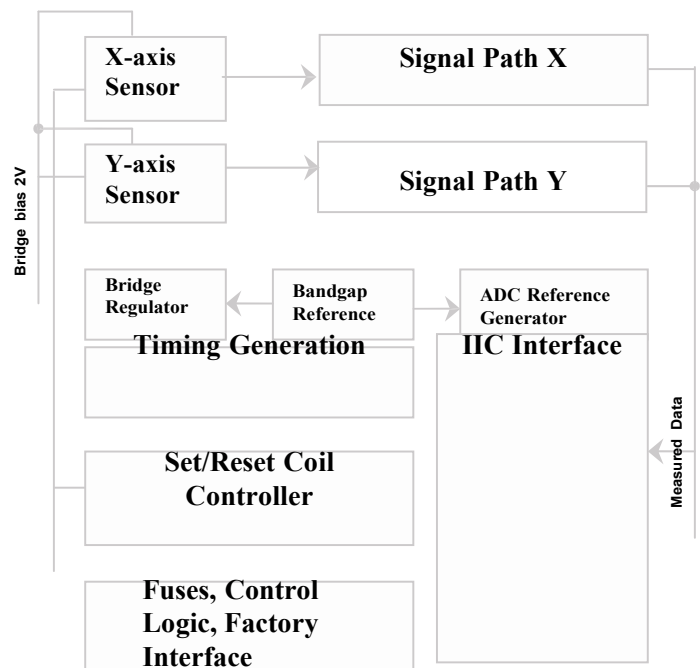 X-axis
Sensor
Signal Path X
Y-axis
Sensor
Signal Path Y
Bridge bias 2V
Bridge
Regulator
Bandgap
Reference
ADC Reference
Generator
Timing Generation
IIC Interface
Set/Reset Coil
Controller
Measured Data
Fuses, Control
Logic, Factory
Interface